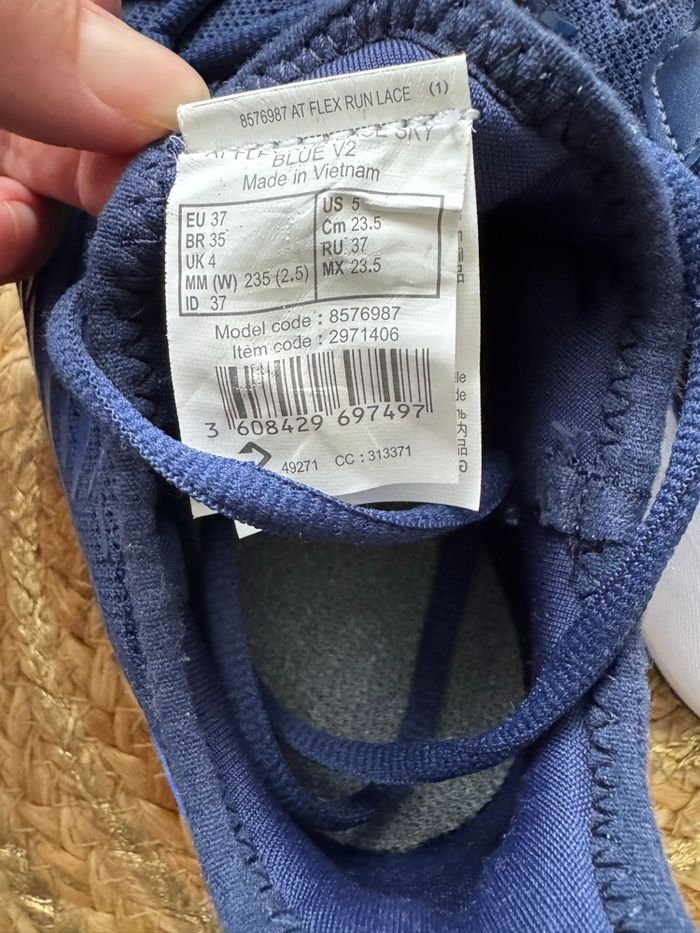 8576987 AT FLEX RUN LACE (1)
SKY
BLUE V2
Made in Vietnam
EU 37
BR 35
UK 4
MM (W) 235 (2.5)
ID 37
US 5
Cm 23.5
RU 37
MX 23.5
Model code : 8576987
Item code : 2971406
3 608429 697497
49271 CC : 313371